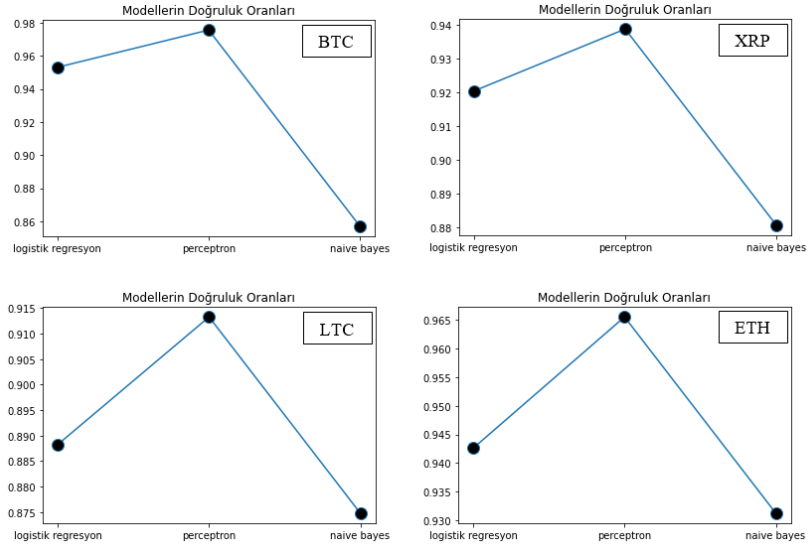 Modellerin Doğruluk Oranları
BTC
0.98
0.96
0.94
0.92
0.90
0.88
0.86
logistik regresyon
perceptron
naive bayes
Modellerin Doğruluk Oranları
XRP
0.94
0.93
0.92
0.91
0.90
0.89
0.88
logistik regresyon
perceptron
naive bayes
Modellerin Doğruluk Oranları
LTC
0.915
0.910
0.905
0.900
0.895
0.890
0.885
0.880
0.875
logistik regresyon
perceptron
naive bayes
Modellerin Doğruluk Oranları
ETH
0.965
0.960
0.955
0.950
0.945
0.940
0.935
0.930
logistik regresyon
perceptron
naive bayes